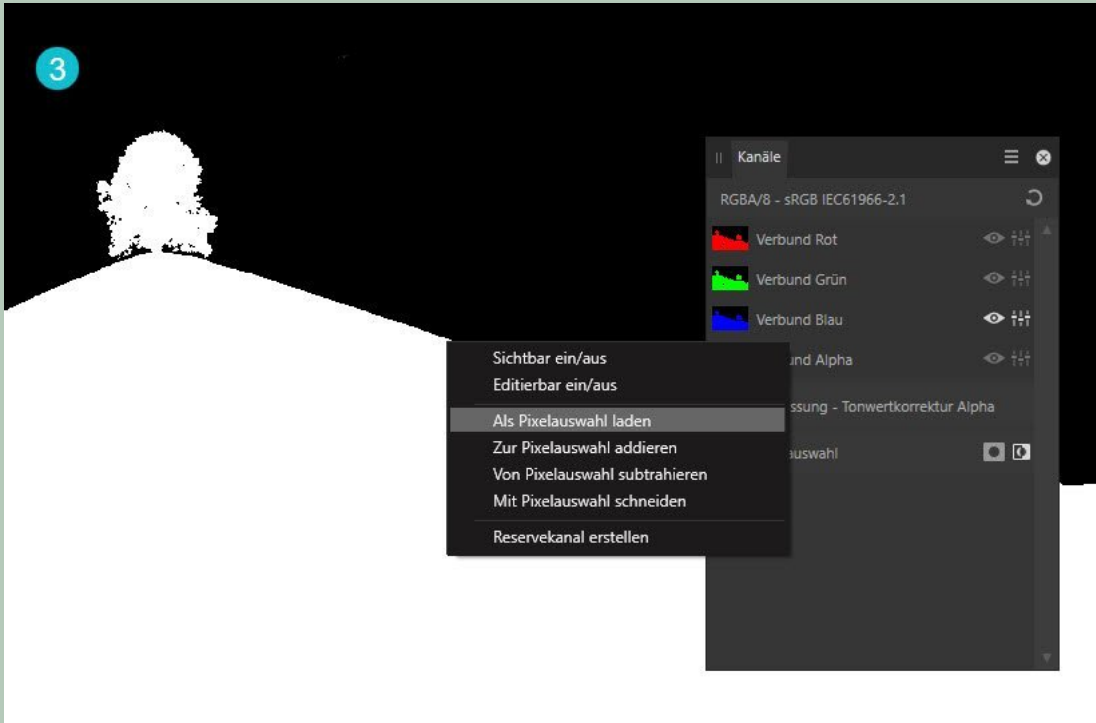 3
Kanäle
RGBA/8 - sRGB IEC61966-2.1
Verbund Rot
Verbund Grün
Verbund Blau
und Alpha
ssung - Tonwertkorrektur Alpha
auswahl
Sichtbar ein/aus
Editierbar ein/aus
Als Pixelauswahl laden
Zur Pixelauswahl addieren
Von Pixelauswahl subtrahieren
Mit Pixelauswahl schneiden
Reservekanal erstellen